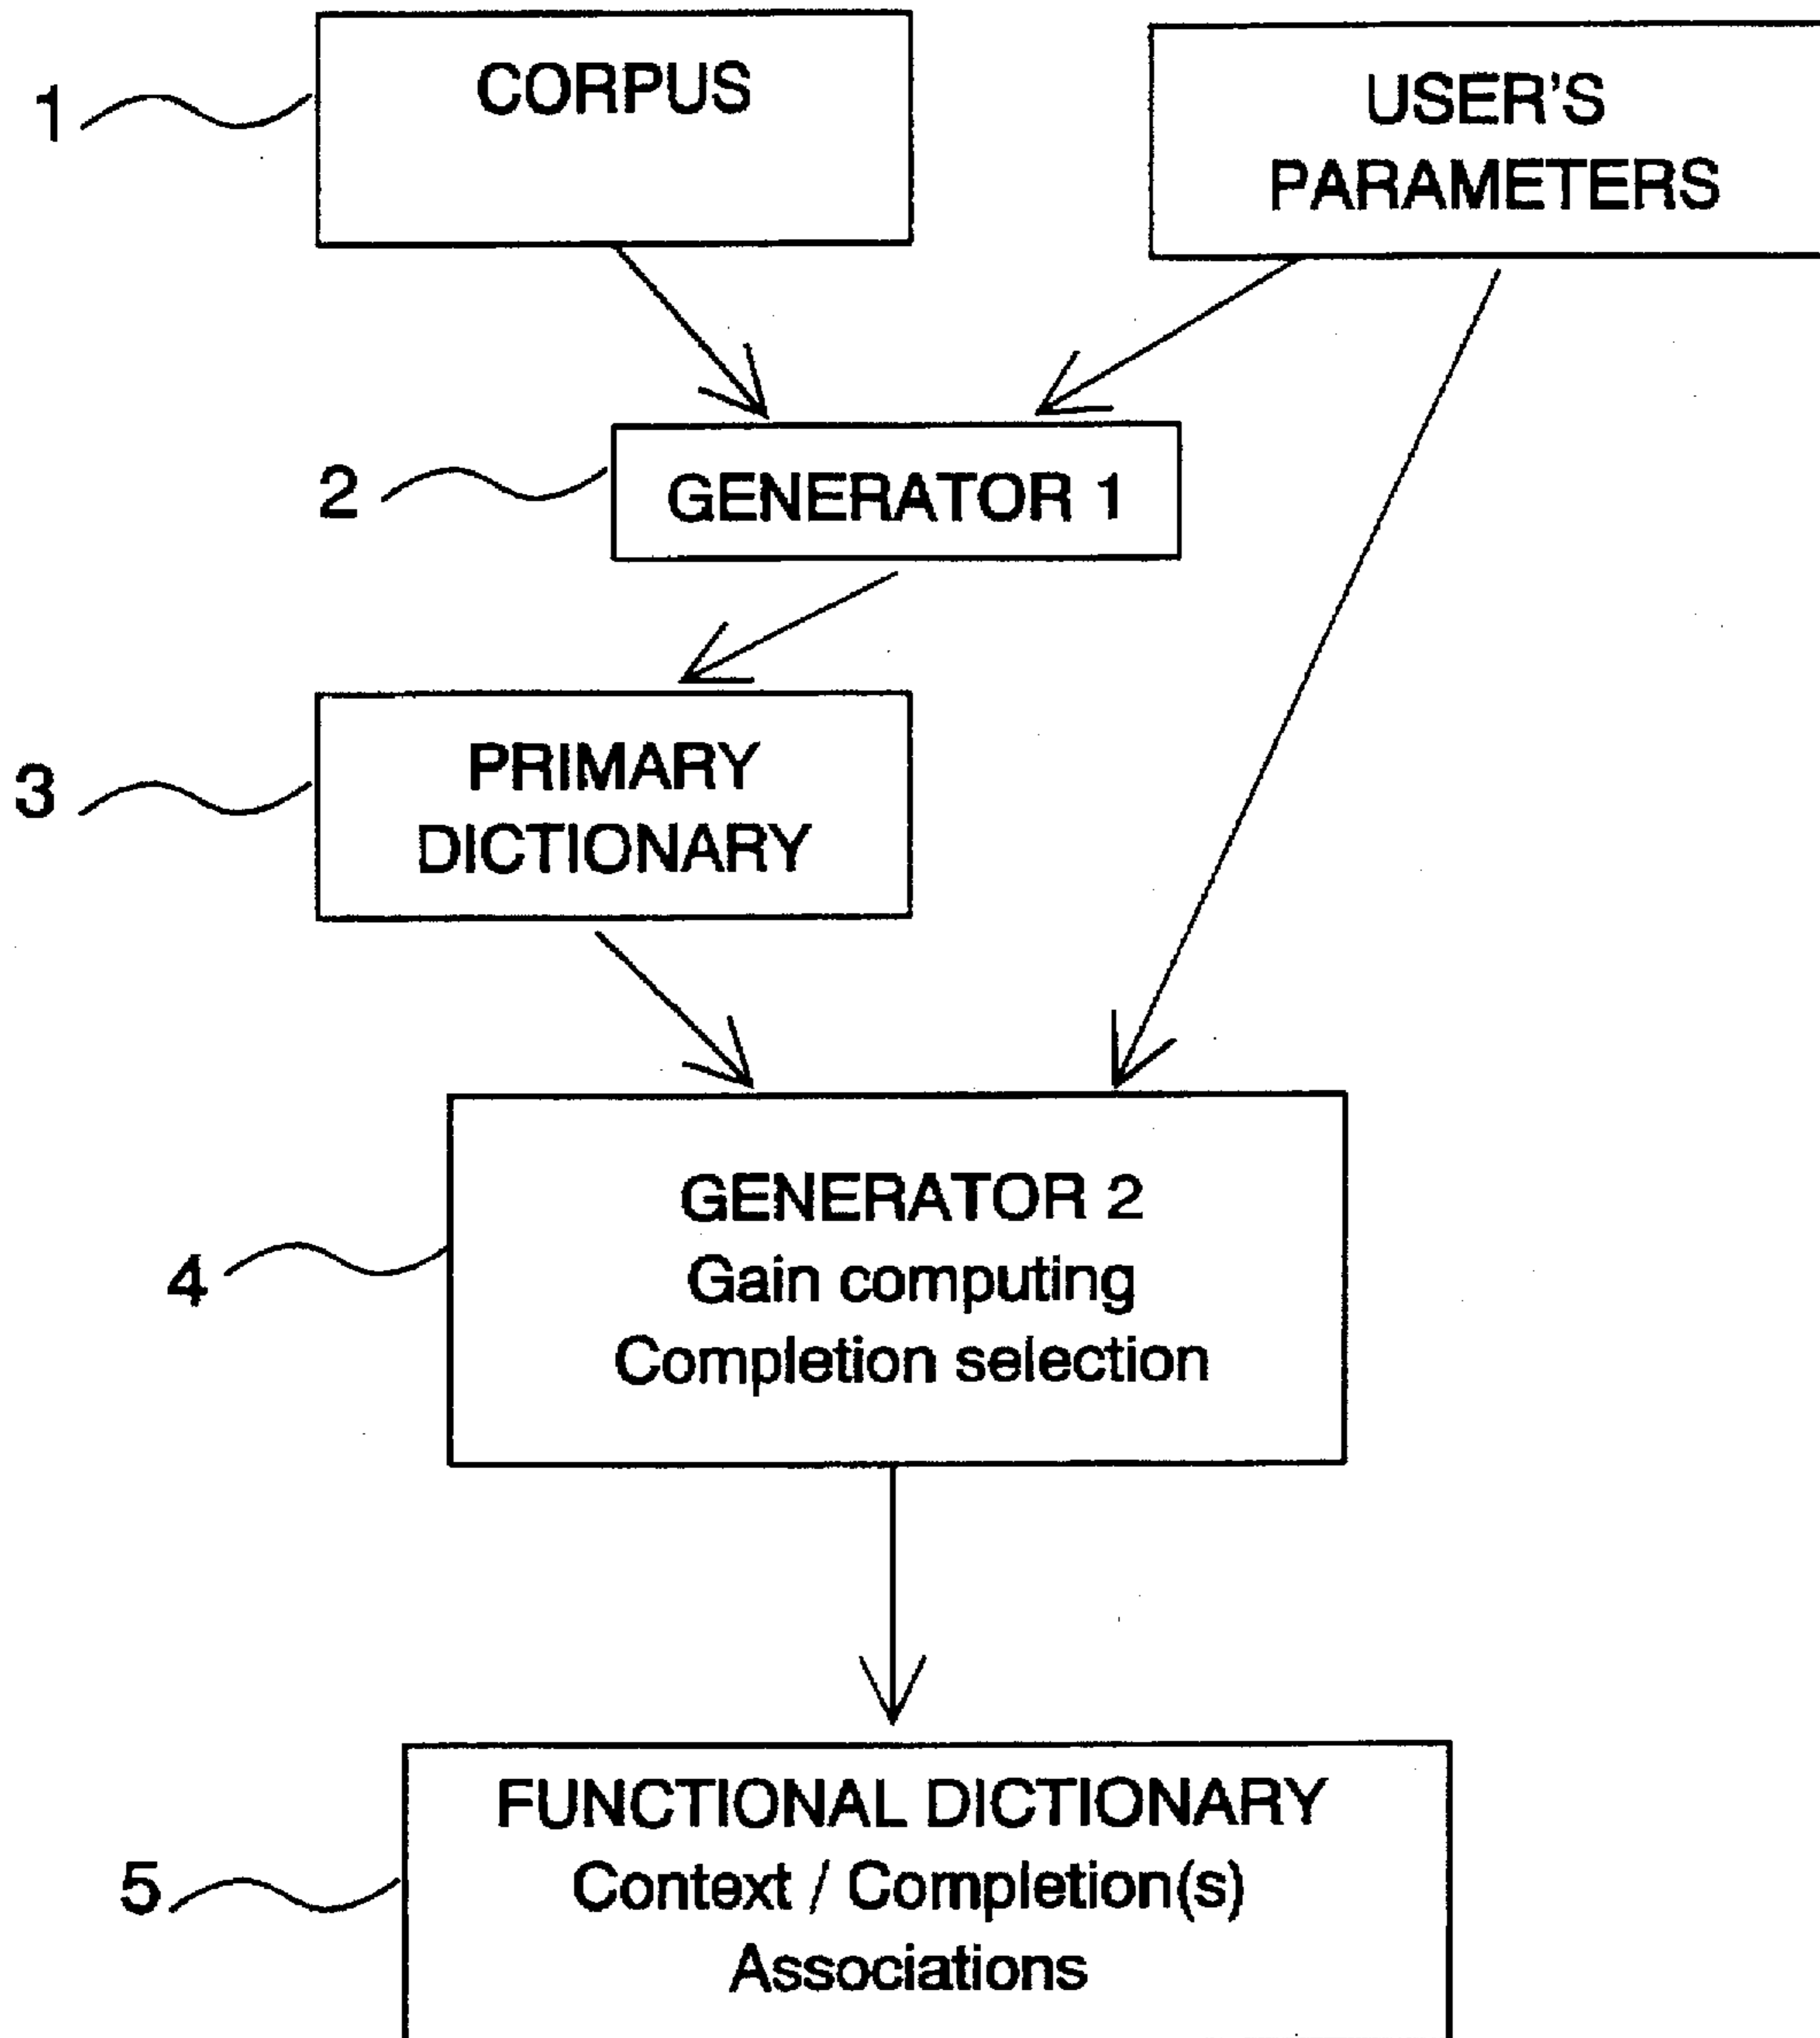 1
CORPUS
USER'S
PARAMETERS
2
GENERATOR 1
3
PRIMARY
DICTIONARY
4
GENERATOR 2
Gain computing
Completion selection
5
FUNCTIONAL DICTIONARY
Context / Completion(s)
Associations